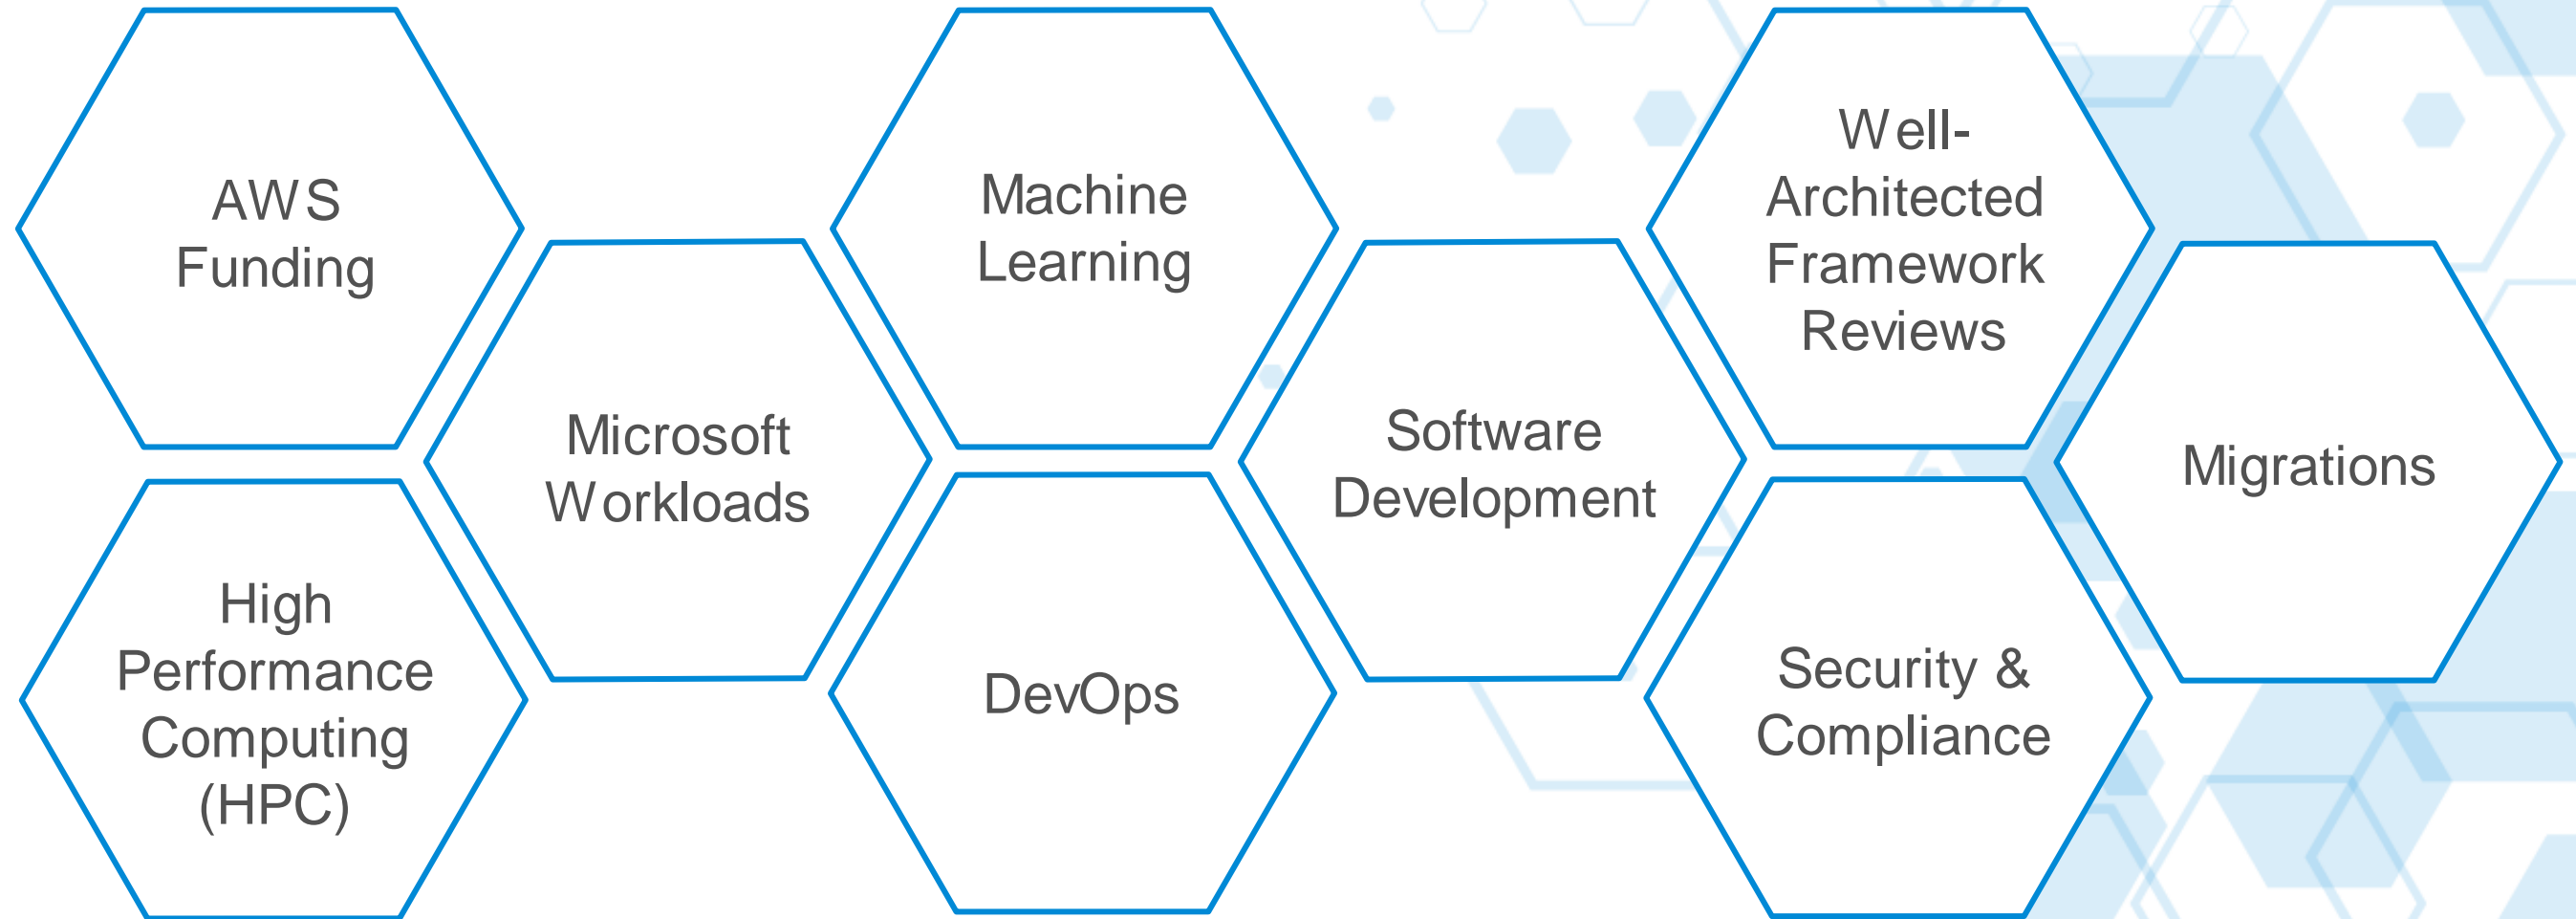 AWS
Funding
High
Performance
Computing
(HPC)
Microsoft
Workloads
Machine
Learning
DevOps
Software
Development
Well-
Architected
Framework
Reviews
Security &
Compliance
Migrations